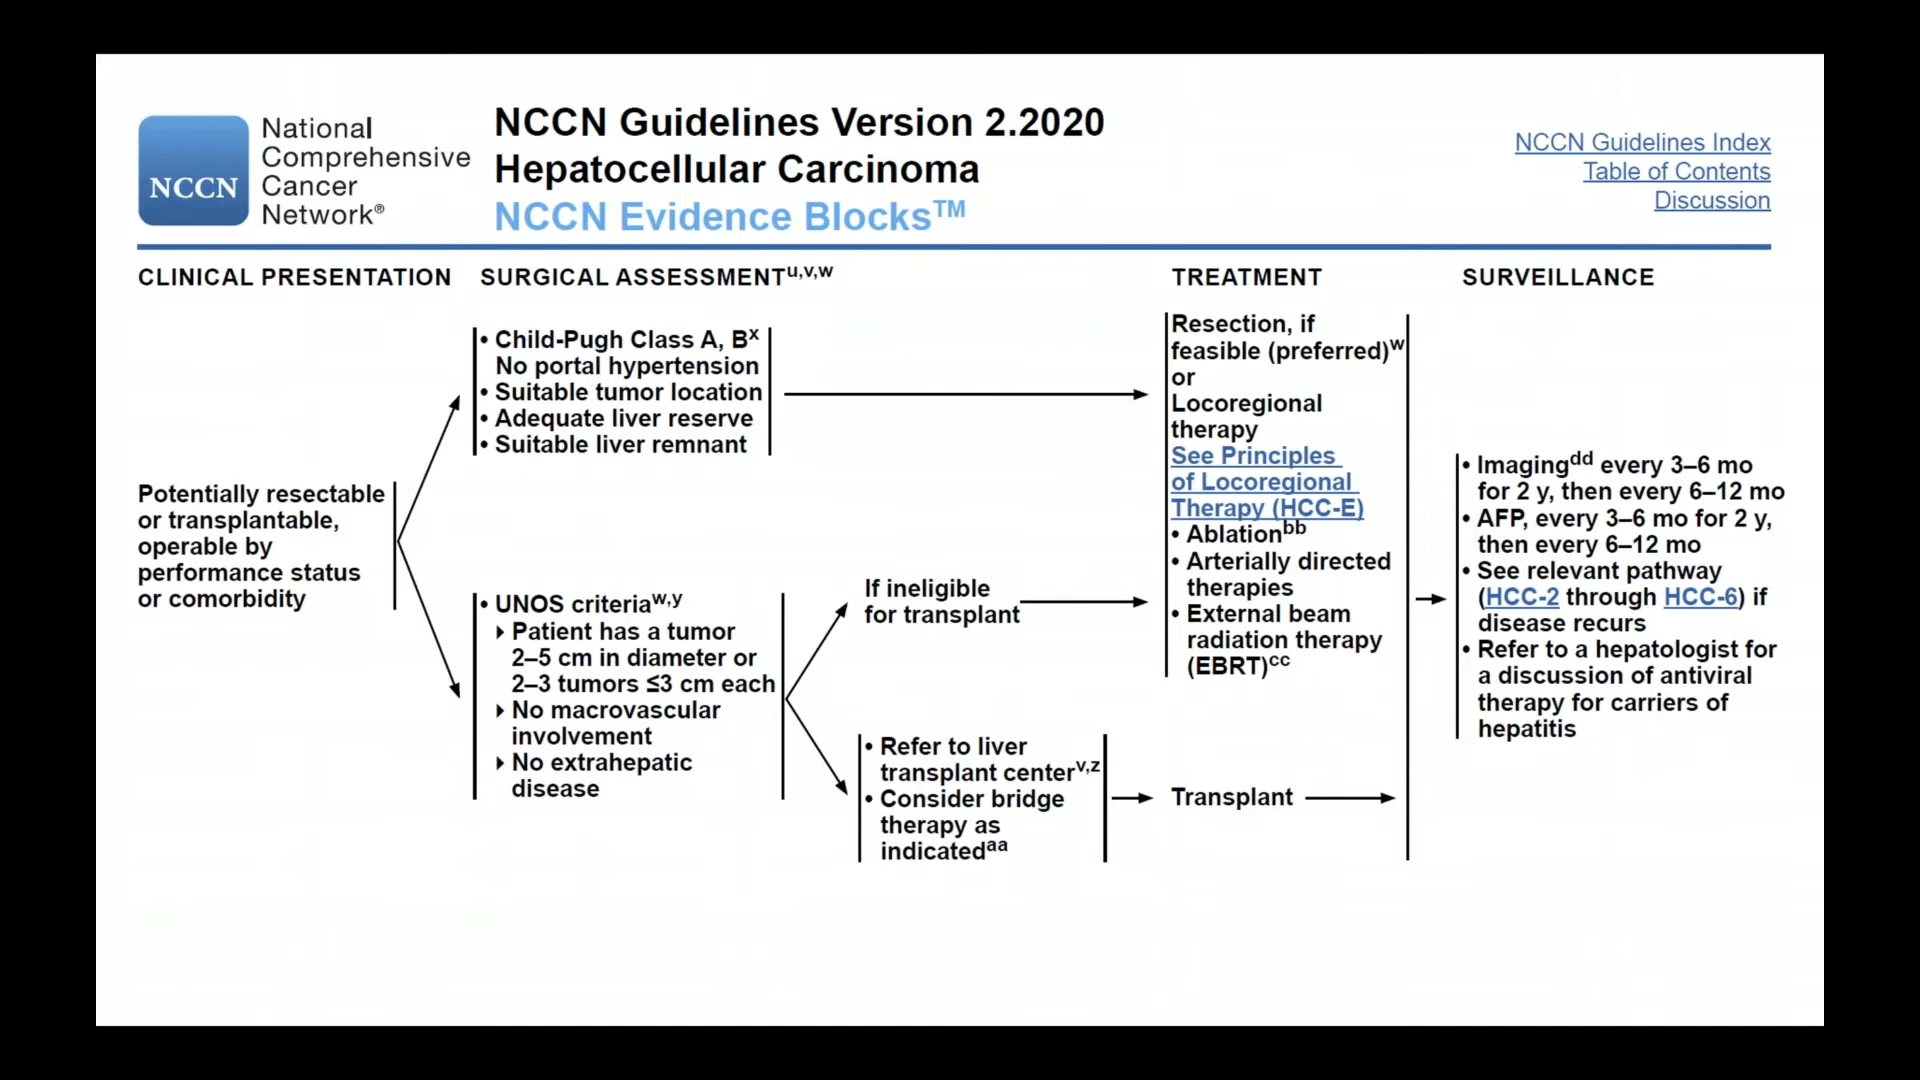 NCCN
National
Comprehensive
Cancer
Network®
NCCN Guidelines Version 2.2020
Hepatocellular Carcinoma
NCCN Evidence Blocks™
NCCN Guidelines Index
Table of Contents
Discussion
CLINICAL PRESENTATION
Potentially resectable
or transplantable,
operable by
performance status
or comorbidity
SURGICAL ASSESSMENTu,v,w
• Child-Pugh Class A, Bx
No portal hypertension
• Suitable tumor location
• Adequate liver reserve
• Suitable liver remnant
• UNOS criteriaw,y
▸ Patient has a tumor
2–5 cm in diameter or
2–3 tumors ≤3 cm each
▸ No macrovascular
involvement
▸ No extrahepatic
disease
If ineligible
for transplant
• Refer to liver
transplant centerv,z
• Consider bridge
therapy as
indicatedaa
TREATMENT
Resection, if
feasible (preferred)w
or
Locoregional
therapy
See Principles
of Locoregional
Therapy (HCC-E)
• Ablationbb
• Arterially directed
therapies
• External beam
radiation therapy
(EBRT)cc
Transplant
SURVEILLANCE
• Imagingdd every 3–6 mo
for 2 y, then every 6–12 mo
• AFP, every 3–6 mo for 2 y,
then every 6–12 mo
• See relevant pathway
(HCC-2 through HCC-6) if
disease recurs
• Refer to a hepatologist for
a discussion of antiviral
therapy for carriers of
hepatitis